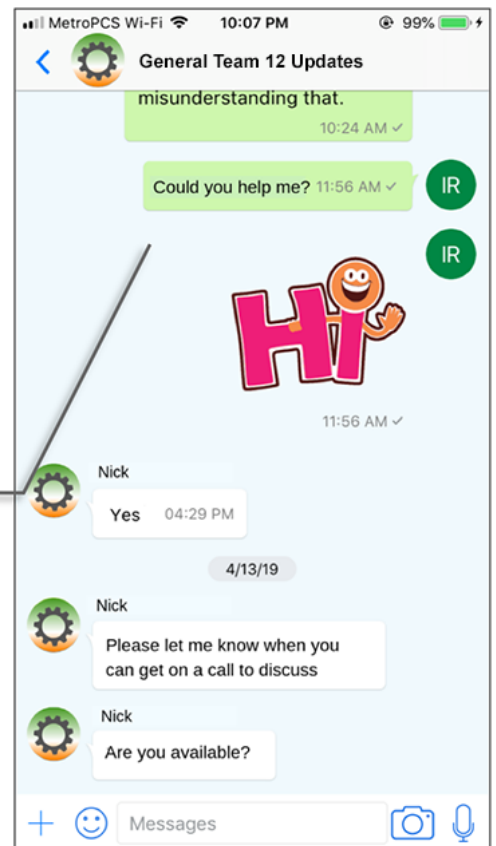 MetroPCS Wi-Fi 10:07 PM 99%
General Team 12 Updates
misunderstanding that.
10:24 AM
Could you help me? 11:56 AM
IR
IR
Hi
11:56 AM
Nick
Yes 04:29 PM
4/13/19
Nick
Please let me know when you
can get on a call to discuss
Nick
Are you available?
Messages